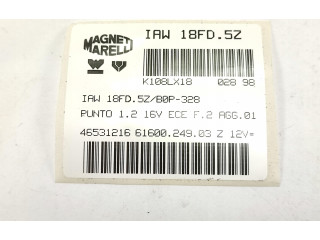 MAGNETI
MARELLI
IAW 18FD.5Z
K108LX18 028 98
IAW 18FD.5Z/B0P-328
PUNTO 1.2 16V ECE F.2 AGG.01
46531216 61600.249.03 Z 12V=